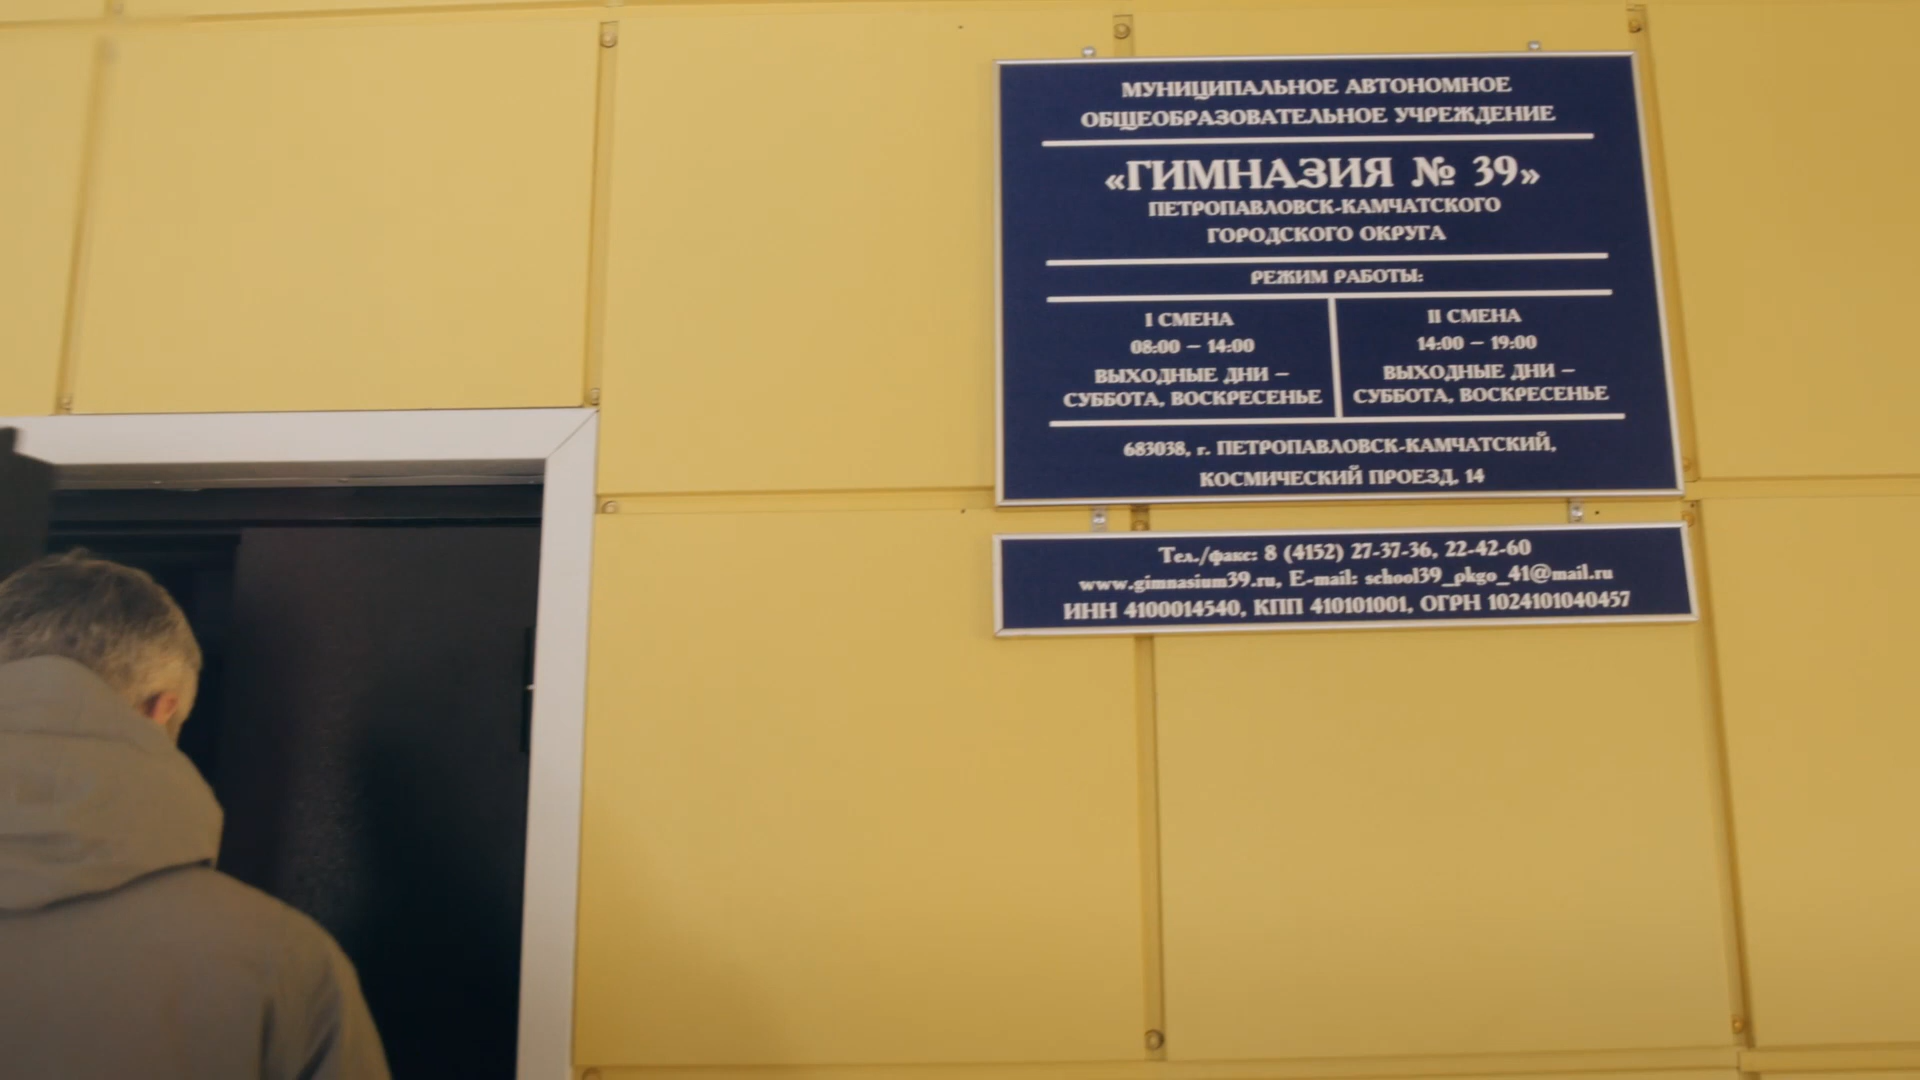 МУНИЦИПАЛЬНОЕ АВТОНОМНОЕ
ОБЩЕОБРАЗОВАТЕЛЬНОЕ УЧРЕЖДЕНИЕ
«ГИМНАЗИЯ № 39»
ПЕТРОПАВЛОВСК-КАМЧАТСКОГО
ГОРОДСКОГО ОКРУГА
РЕЖИМ РАБОТЫ:
I СМЕНА
08:00 – 14:00
ВЫХОДНЫЕ ДНИ –
СУББОТА, ВОСКРЕСЕНЬЕ
II СМЕНА
14:00 – 19:00
ВЫХОДНЫЕ ДНИ –
СУББОТА, ВОСКРЕСЕНЬЕ
683038, г. ПЕТРОПАВЛОВСК-КАМЧАТСКИЙ,
КОСМИЧЕСКИЙ ПРОЕЗД, 14
Тел./факс: 8 (4152) 27-37-36, 22-42-60
www.gimnasium39.ru, E-mail: school39_pkgo_41@mail.ru
ИНН 4100014540, КПП 410101001, ОГРН 1024101040457